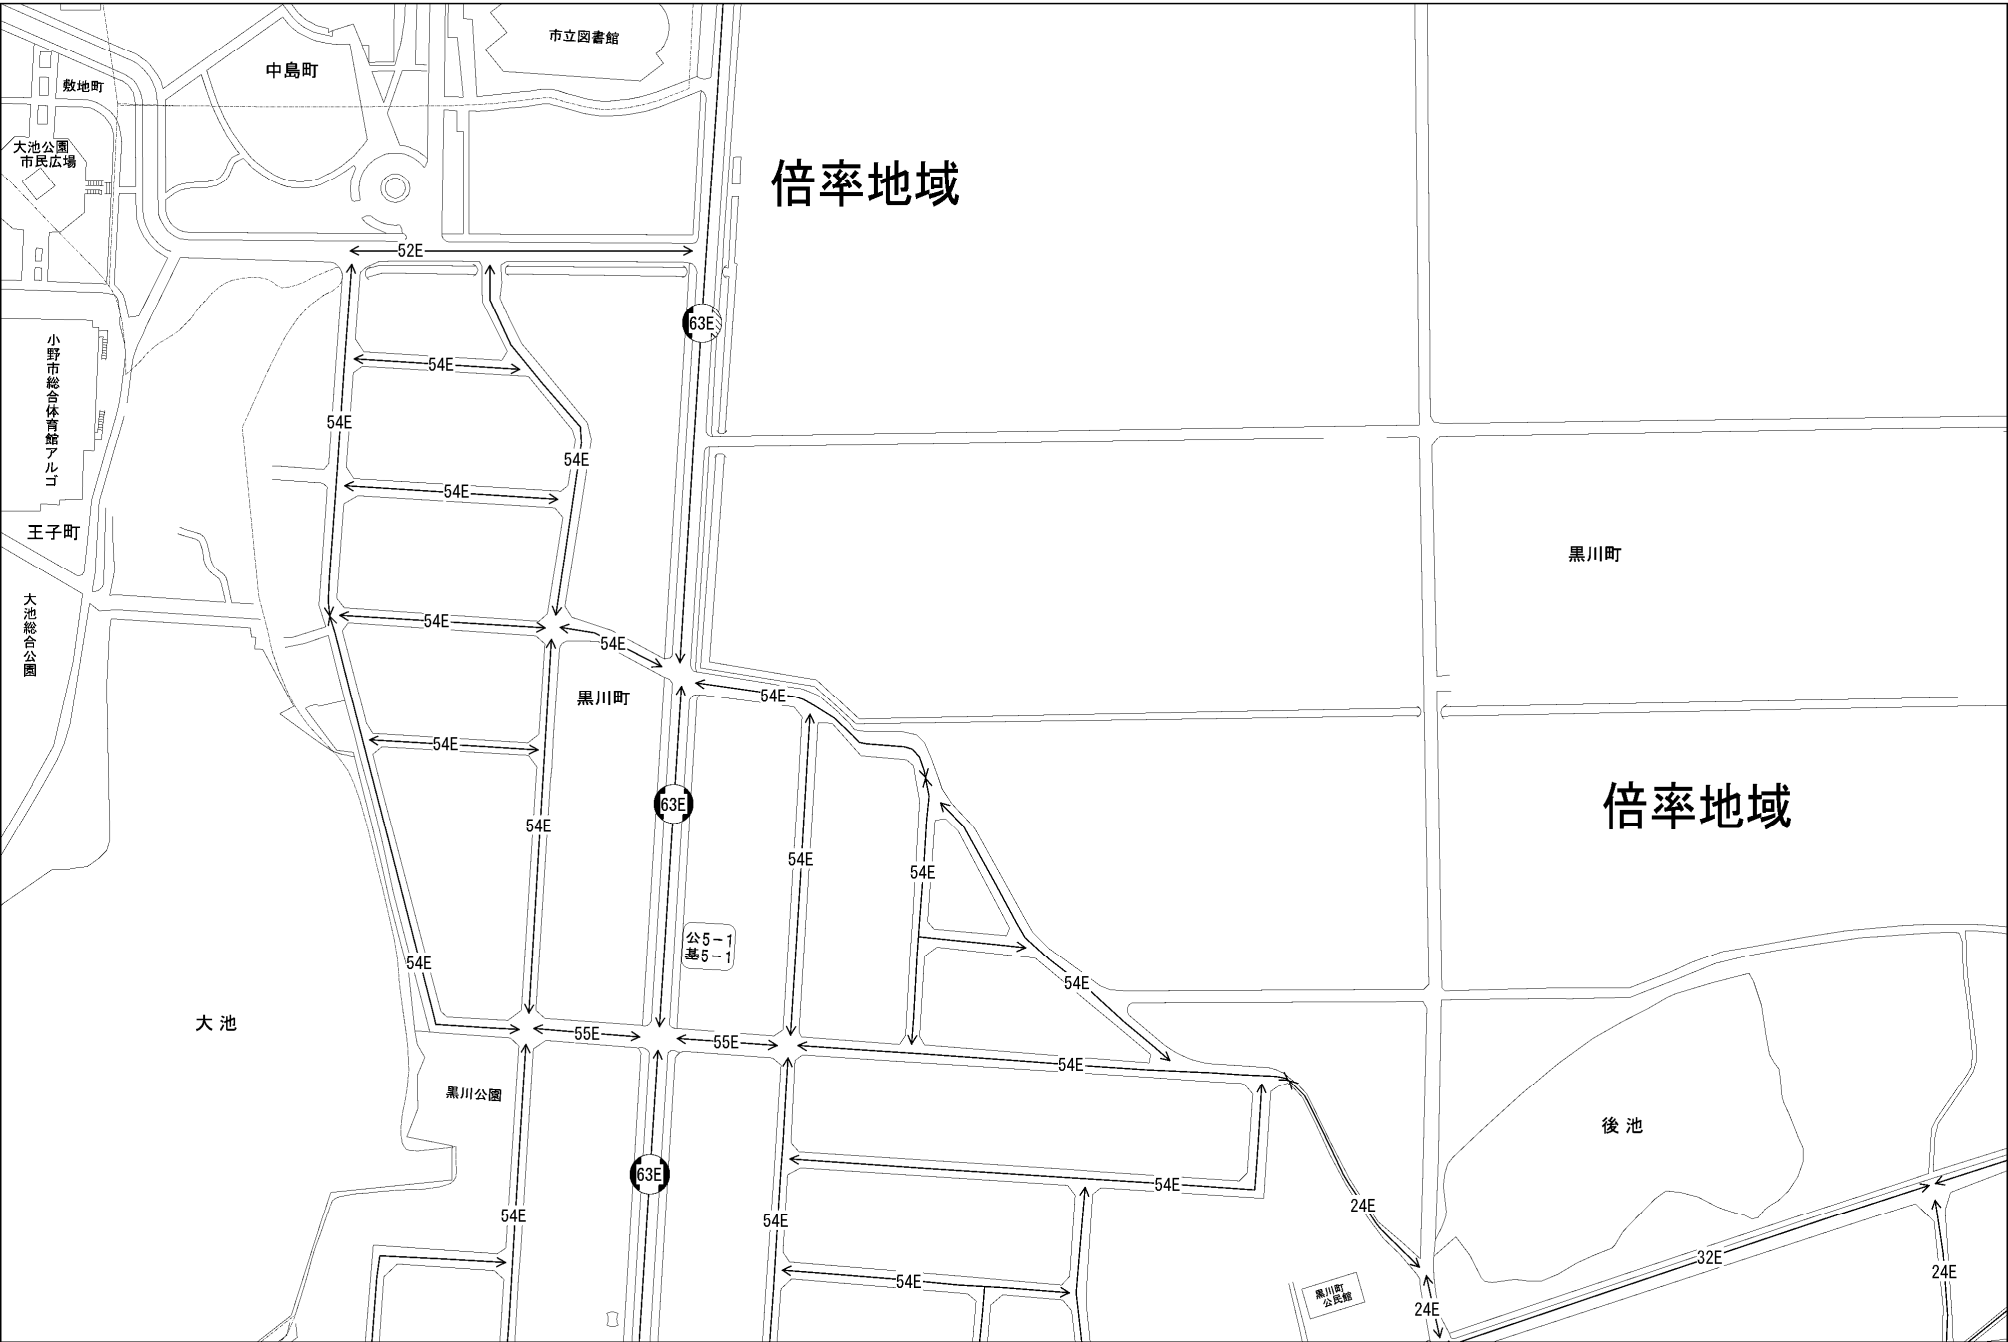 市立図書館
中島町
敷地町
大池公園
市民広場
倍率地域
52E
63E
小野市総合体育館アルゴ
54E
54E
54E
54E
王子町
黒川町
大池総合公園
54E
54E
黒川町
54E
54E
倍率地域
63E
54E
54E
54E
公5-1
基5-1
54E
54E
大池
55E
55E
54E
黒川公園
後池
63E
54E
24E
54E
54E
32E
54E
24E
黒川町
公民館
24E